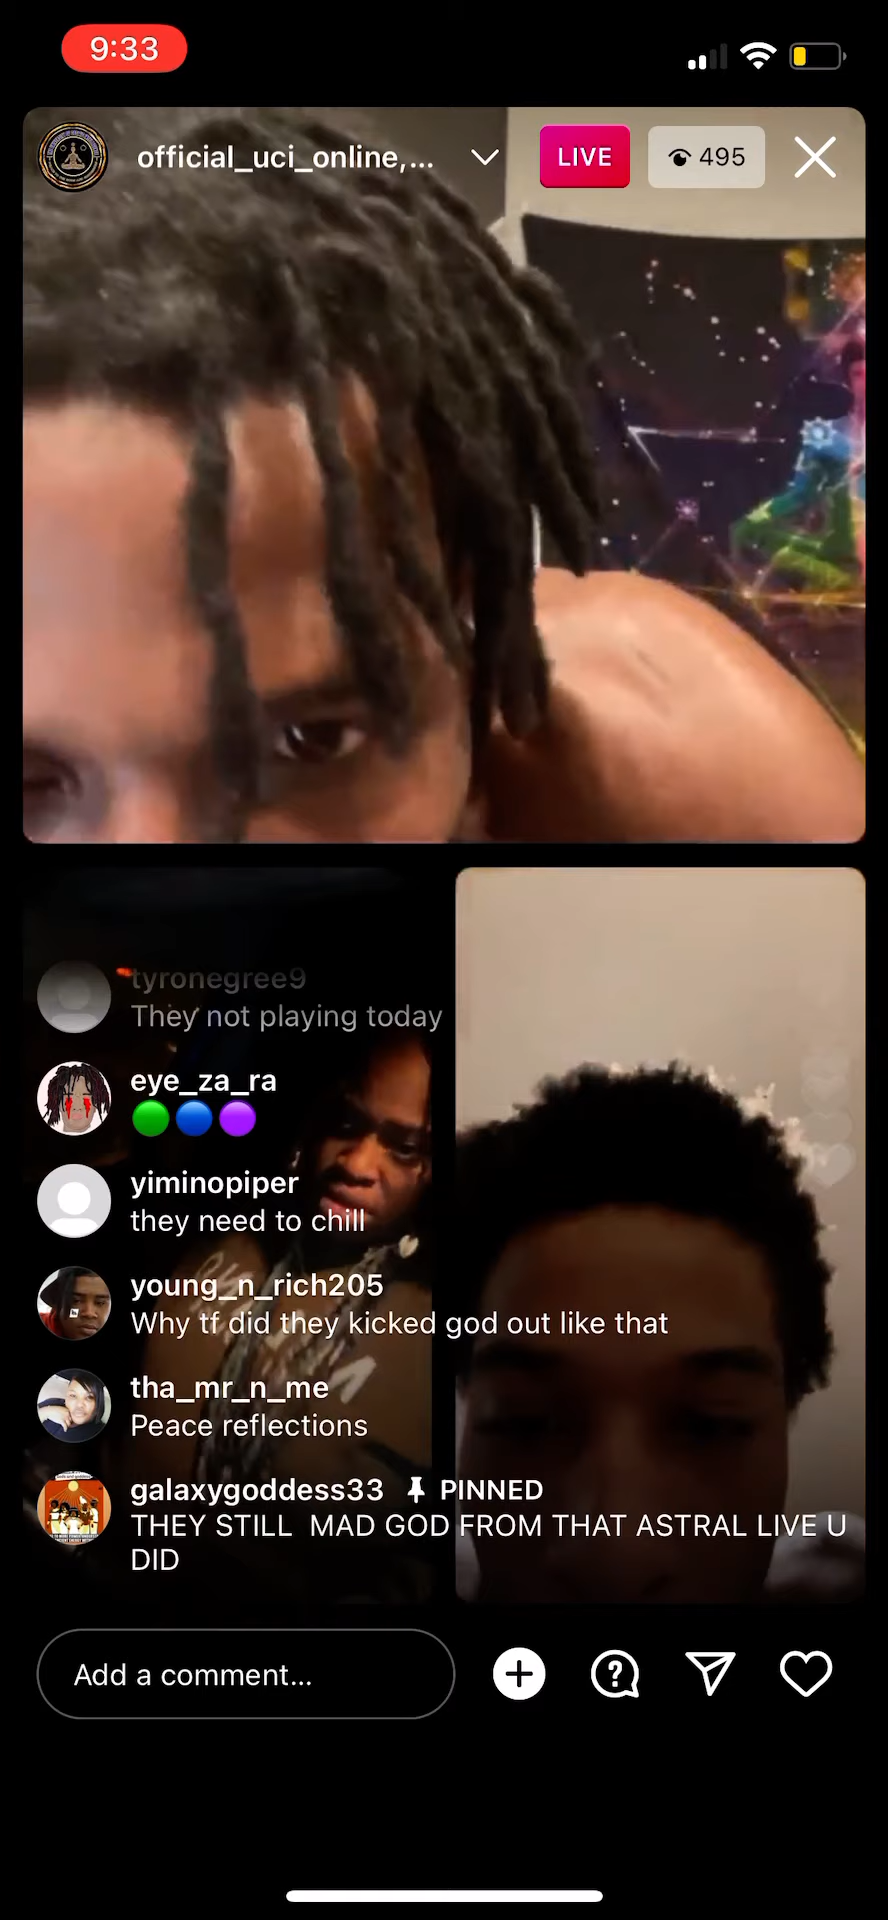 9:33
official_uci_online,...
LIVE
495
tyronegree9
They not playing today
eye_za_ra
yiminopiper
they need to chill
young_n_rich205
Why tf did they kicked god out like that
tha_mr_n_me
Peace reflections
galaxygoddess33 PINNED
THEY STILL MAD GOD FROM THAT ASTRAL LIVE U
DID
Add a comment...